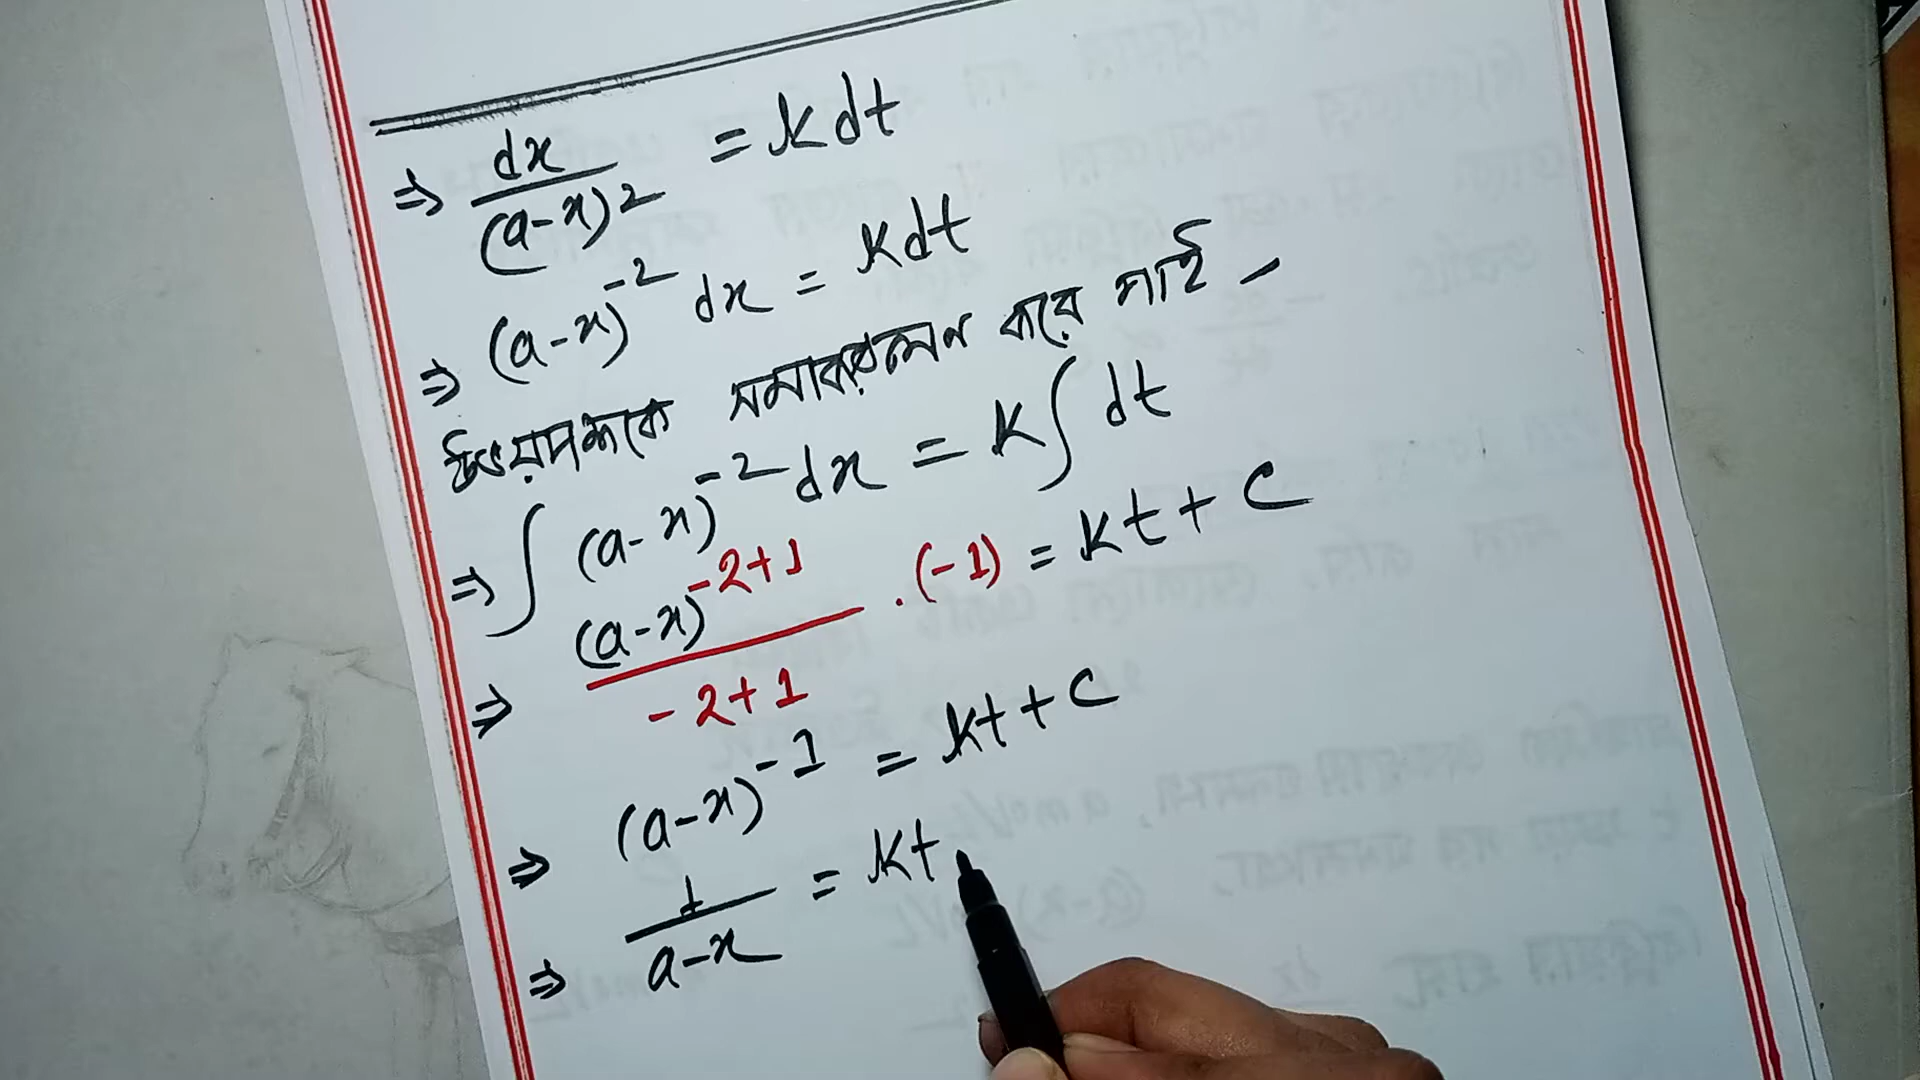 ⇒ dx/(a-x)2 = kdt
⇒ (a-x)^-2 dx = kdt
উভয়পক্ষকে সমাকলন করে পাই -
⇒ ∫ (a-x)^-2 dx = k∫ dt
⇒ (a-x)^-2+1/-2+1 .(-1) = kt + c
⇒ (a-x)^-1 = kt + c
⇒ 1/a-x = kt